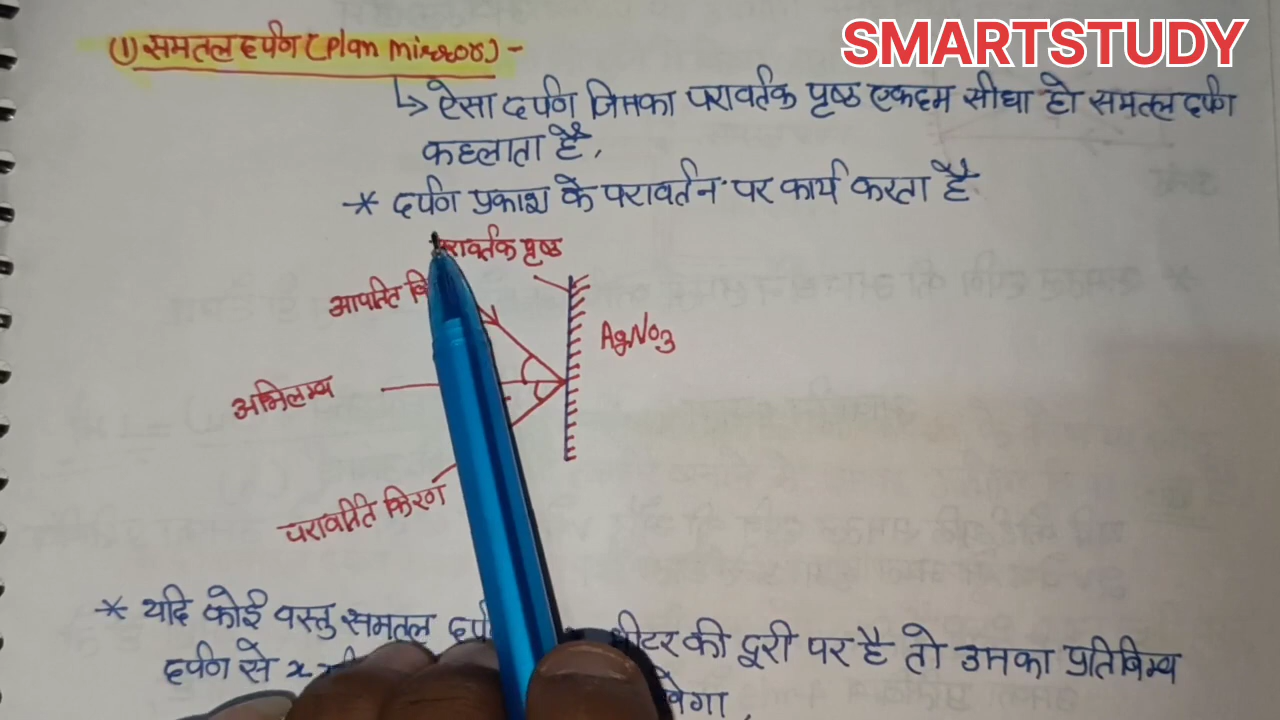 SMARTSTUDY
(1) समतल दर्पण (Plan mirror) -
↳ ऐसा दर्पण जिसका परावर्तक पृष्ठ एकदम सीधा हो समतल दर्पण
कहलाता है,
* दर्पण प्रकाश के परावर्तन पर कार्य करता है
परावर्तक पृष्ठ
आपतित
AgNo3
अभिलम्ब
परावर्तित किरण
* यदि कोई वस्तु समतल मीटर की दूरी पर है तो उसका प्रतिबिम्ब
दर्पण से x